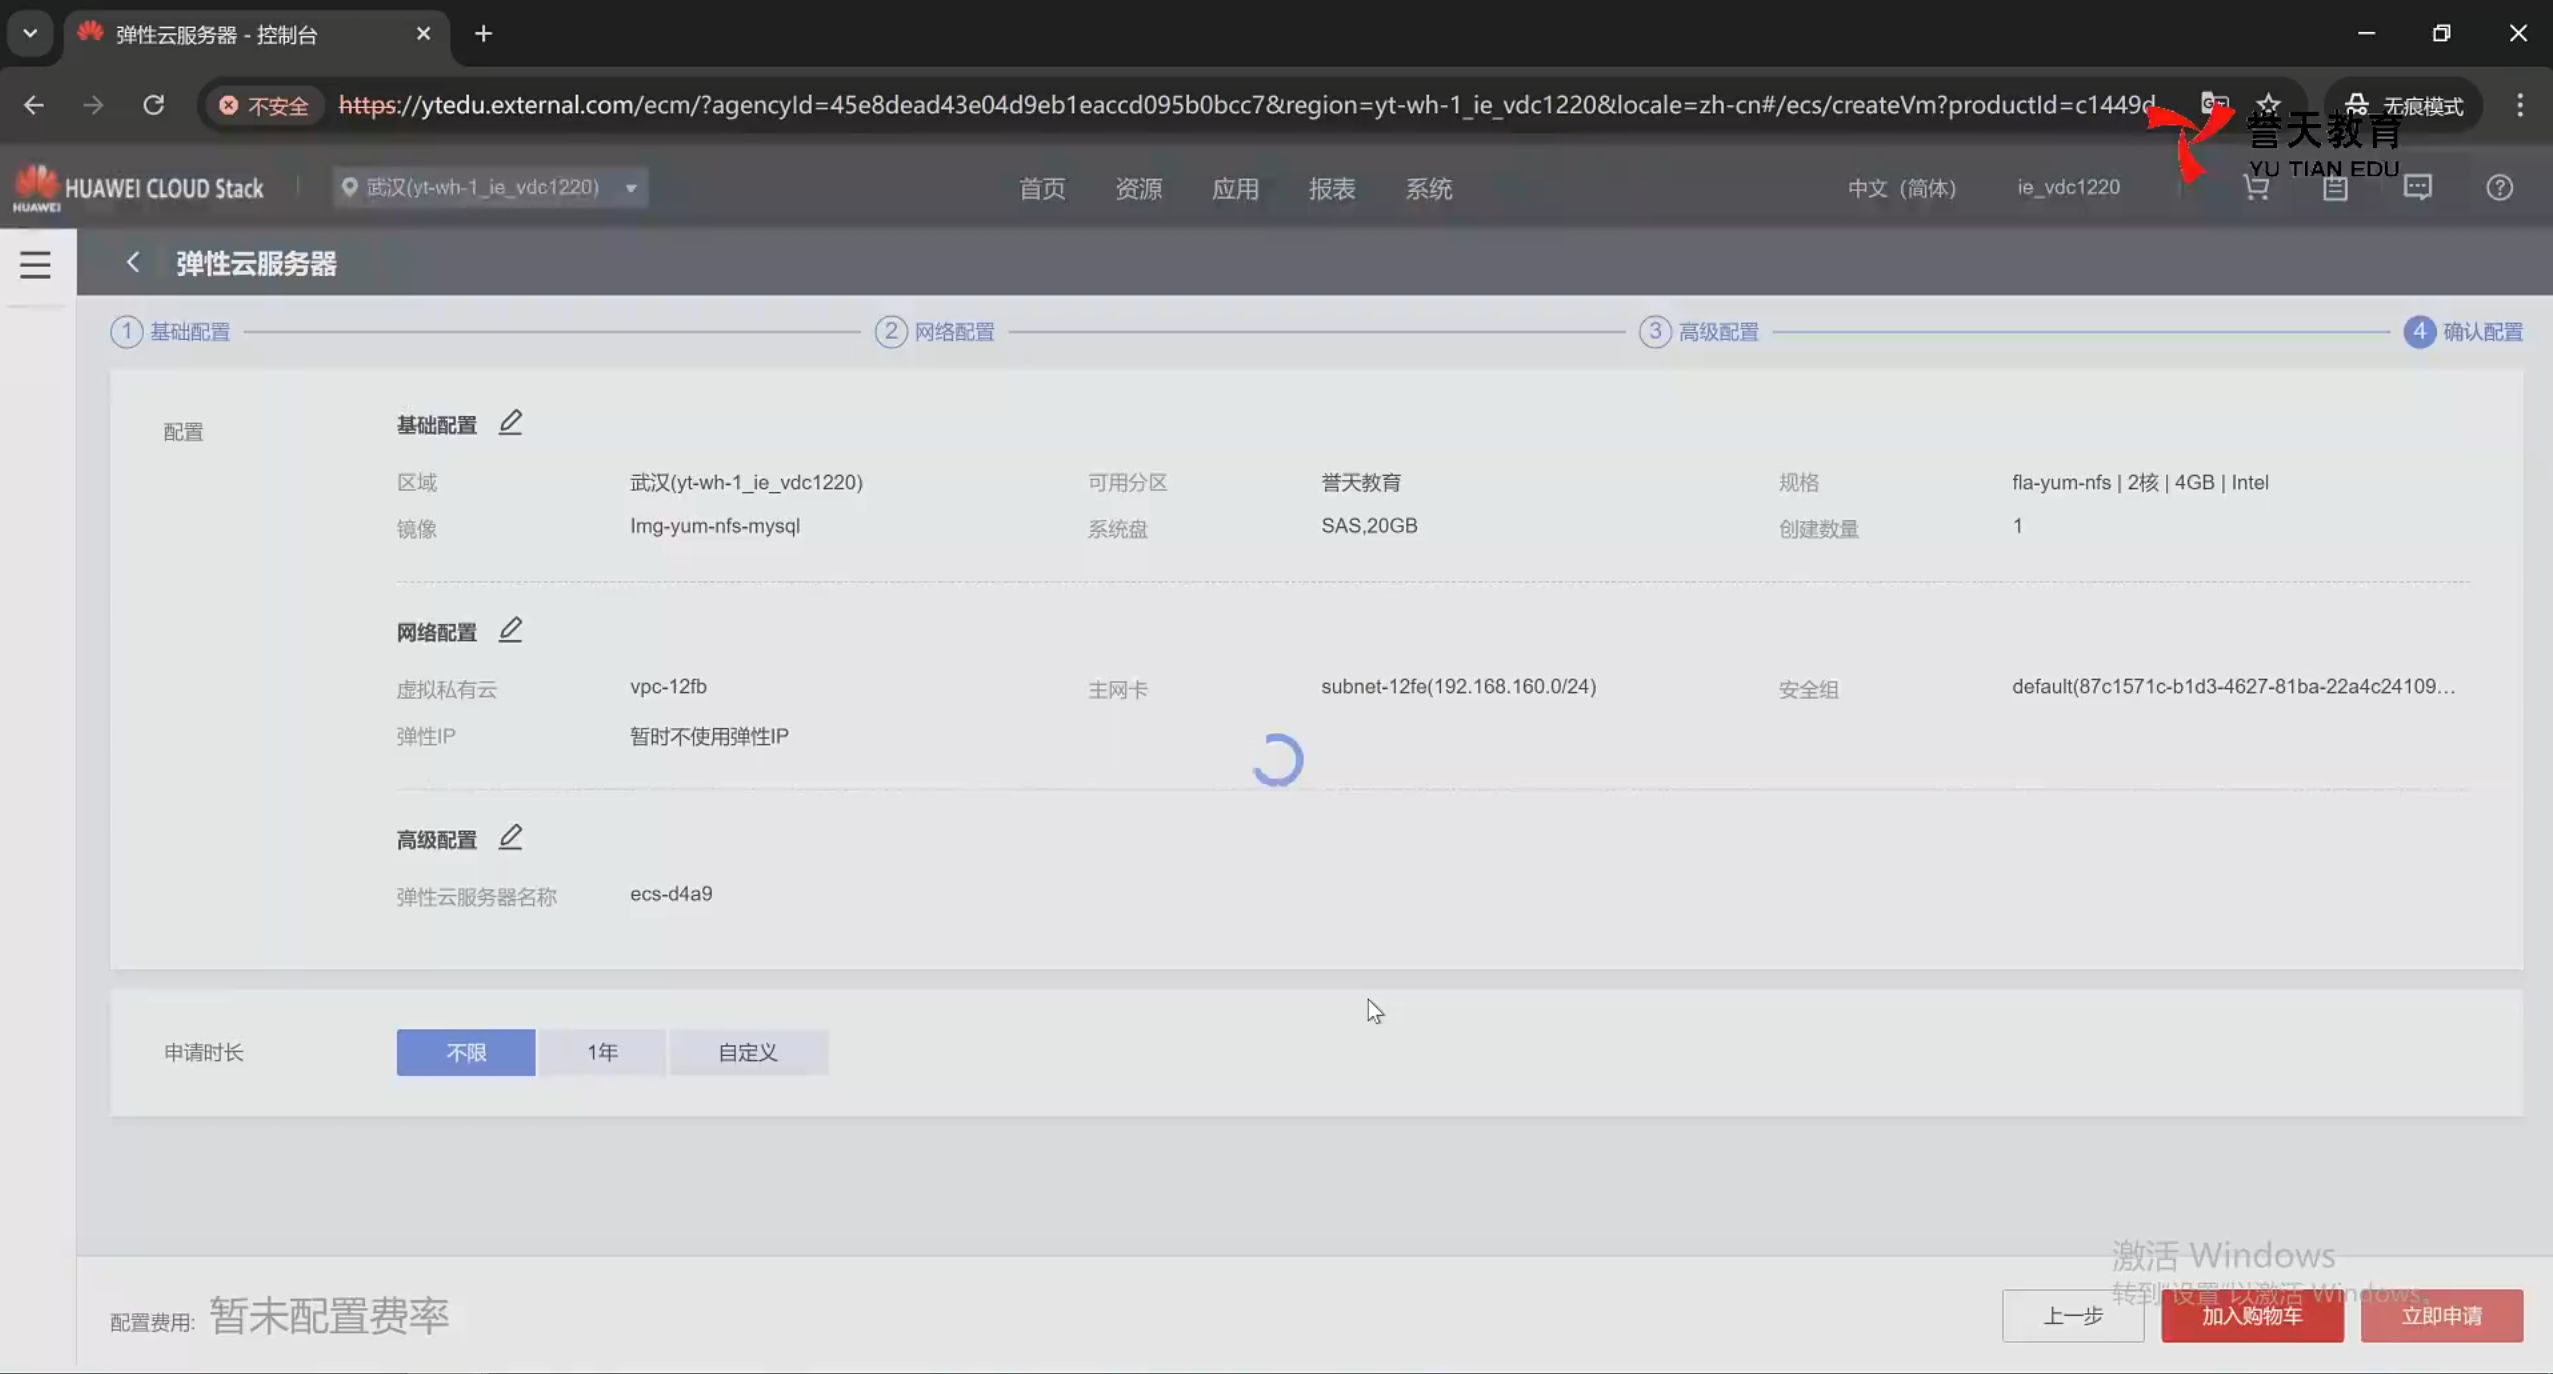 弹性云服务器 - 控制台
不安全 https://ytedu.external.com/ecm/?agencyId=45e8dead43e04d9eb1eaccd095b0bcc7&region=yt-wh-1_ie_vdc1220&locale=zh-cn#/ecs/createVm?productId=c1449d
无痕模式
誉天教育
YU TIAN EDU
HUAWEI
HUAWEI CLOUD Stack
武汉(yt-wh-1_ie_vdc1220)
首页 资源 应用 报表 系统
中文（简体） ie_vdc1220
弹性云服务器
1 基础配置 2 网络配置 3 高级配置 4 确认配置
配置
基础配置
区域 武汉(yt-wh-1_ie_vdc1220) 可用分区 誉天教育 规格 fla-yum-nfs | 2核 | 4GB | Intel
镜像 Img-yum-nfs-mysql 系统盘 SAS,20GB 创建数量 1
网络配置
虚拟私有云 vpc-12fb 主网卡 subnet-12fe(192.168.160.0/24) 安全组 default(87c1571c-b1d3-4627-81ba-22a4c24109...
弹性IP 暂时不使用弹性IP
高级配置
弹性云服务器名称 ecs-d4a9
申请时长 不限 1年 自定义
激活 Windows
转到"设置"以激活 Windows。
配置费用: 暂未配置费率
上一步 加入购物车 立即申请